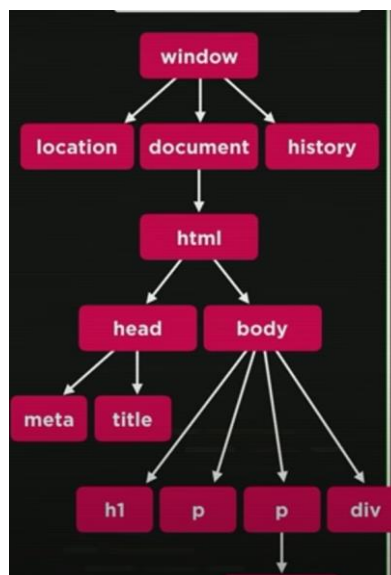 window
location document history
html
head body
meta title
h1 p p div